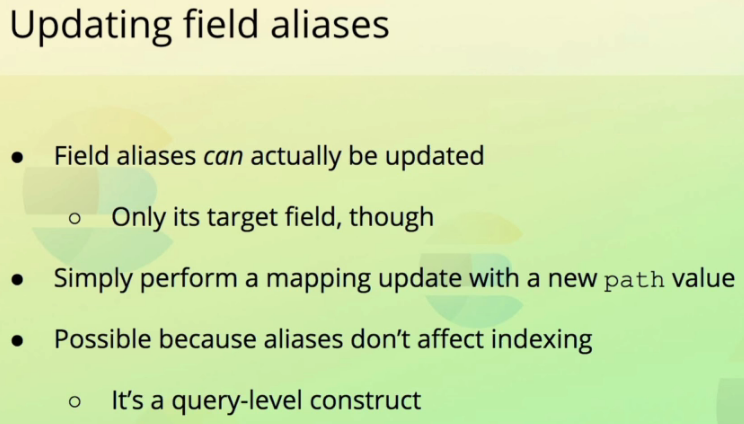 Updating field aliases
● Field aliases can actually be updated
○ Only its target field, though
● Simply perform a mapping update with a new path value
● Possible because aliases don’t affect indexing
○ It’s a query-level construct